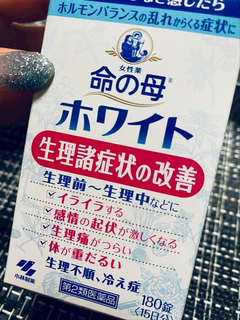 ホルモンバランスの乱れからくる症状に
女性薬
命の母®
ホワイト
生理諸症状の改善
生理前～生理中などに
イライラする
感情の起伏が激しくなる
生理痛がつらい
体が重だるい
生理不順、冷え症
小林製薬
第2類医薬品
180錠
〈15日分〉